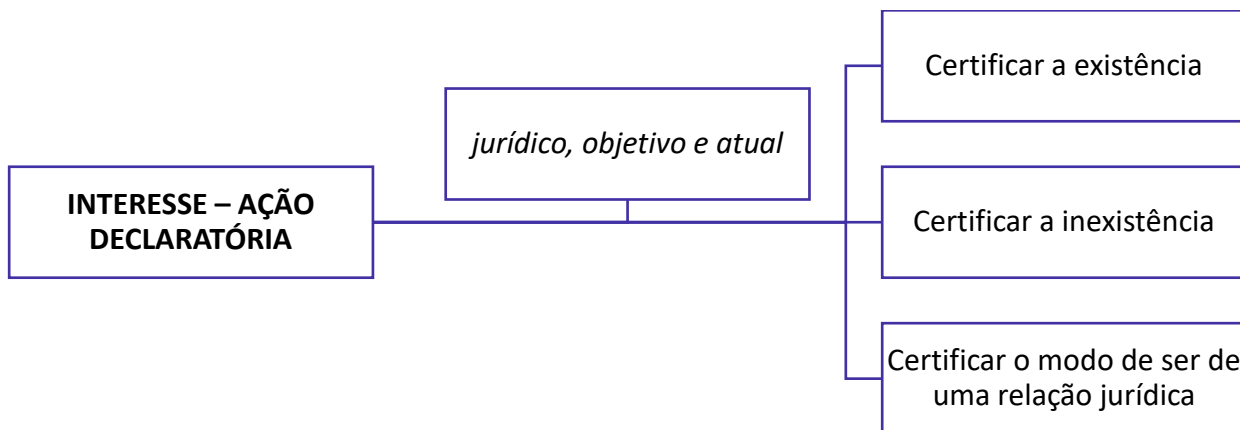 INTERESSE – AÇÃO
DECLARATÓRIA
jurídico, objetivo e atual
Certificar a existência
Certificar a inexistência
Certificar o modo de ser de
uma relação jurídica